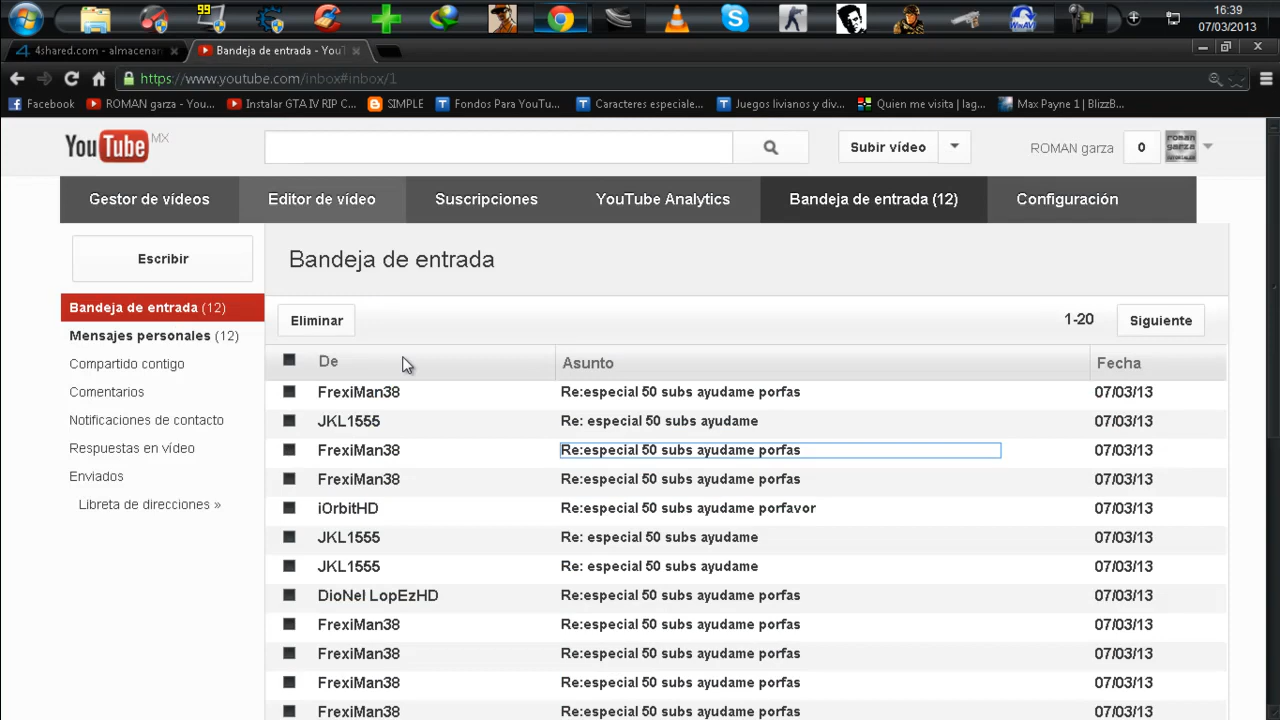 16:39
99
07/03/2013
4shared.com - almacenar
Bandeja de entrada - YouT
https://www.youtube.com/inbox#inbox/1
Facebook
ROMAN garza - You...
Instalar GTA IV RIP C...
SIMPLE
Fondos Para YouTu...
Caracteres especiale...
Juegos livianos y div...
Quien me visita | lag...
Max Payne 1 | BlizzB...
YouTube MX
Subir vídeo
ROMAN garza
0
roman garza
Gestor de vídeos
Editor de vídeo
Suscripciones
YouTube Analytics
Bandeja de entrada (12)
Configuración
Escribir
Bandeja de entrada (12)
Mensajes personales (12)
Compartido contigo
Comentarios
Notificaciones de contacto
Respuestas en vídeo
Enviados
Libreta de direcciones »
Bandeja de entrada
Eliminar
1-20
Siguiente
De Asunto Fecha
FrexiMan38 Re:especial 50 subs ayudame porfas 07/03/13
JKL1555 Re: especial 50 subs ayudame 07/03/13
FrexiMan38 Re:especial 50 subs ayudame porfas 07/03/13
FrexiMan38 Re:especial 50 subs ayudame porfas 07/03/13
iOrbitHD Re:especial 50 subs ayudame porfavor 07/03/13
JKL1555 Re: especial 50 subs ayudame 07/03/13
JKL1555 Re: especial 50 subs ayudame 07/03/13
DioNel LopEzHD Re:especial 50 subs ayudame porfas 07/03/13
FrexiMan38 Re:especial 50 subs ayudame porfas 07/03/13
FrexiMan38 Re:especial 50 subs ayudame porfas 07/03/13
FrexiMan38 Re:especial 50 subs ayudame porfas 07/03/13
FrexiMan38 Re:especial 50 subs ayudame porfas 07/03/13